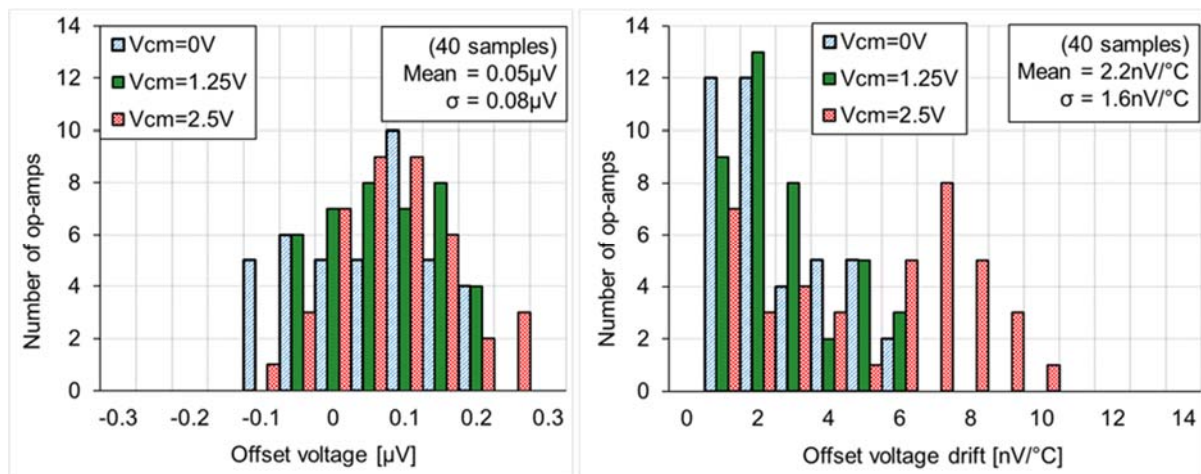 14
12
10
8
6
4
2
0
Number of op-amps
Vcm=0V
Vcm=1.25V
Vcm=2.5V
(40 samples)
Mean = 0.05µV
σ = 0.08µV
-0.3 -0.2 -0.1 0 0.1 0.2 0.3
Offset voltage [µV]
14
12
10
8
6
4
2
0
Number of op-amps
Vcm=0V
Vcm=1.25V
Vcm=2.5V
(40 samples)
Mean = 2.2nV/°C
σ = 1.6nV/°C
0 2 4 6 8 10 12 14
Offset voltage drift [nV/°C]